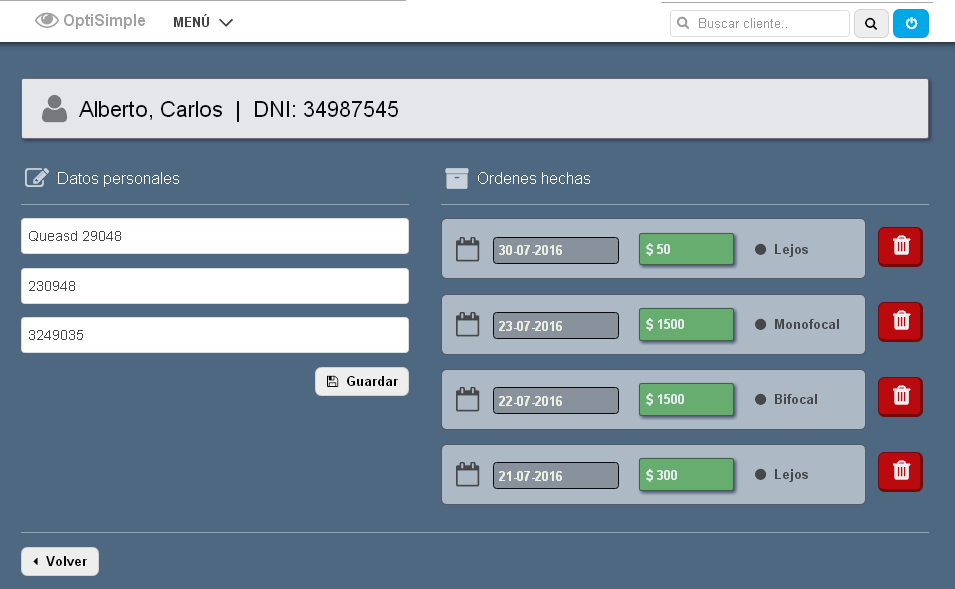 OptiSimple MENÚ
Buscar cliente..
Alberto, Carlos | DNI: 34987545
Datos personales
Queasd 29048
230948
3249035
Guardar
Ordenes hechas
30-07-2016 $ 50 Lejos
23-07-2016 $ 1500 Monofocal
22-07-2016 $ 1500 Bifocal
21-07-2016 $ 300 Lejos
Volver